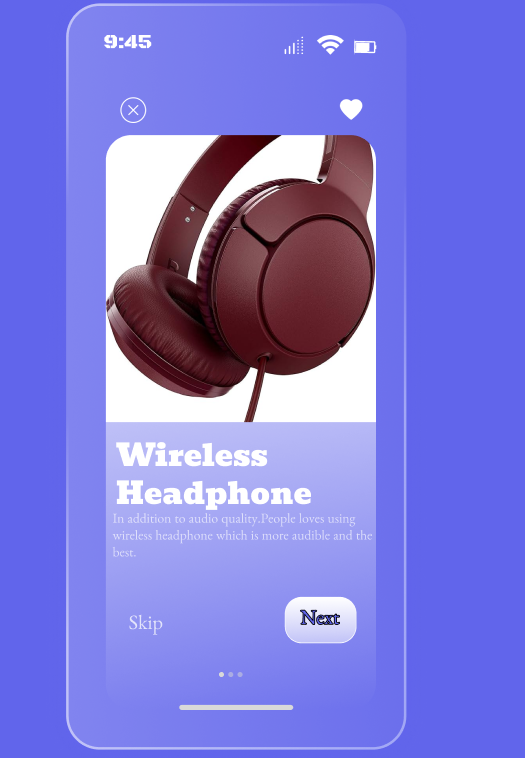 9:45
Wireless
Headphone
In addition to audio quality.People loves using
wireless headphone which is more audible and the
best.
Skip
Next